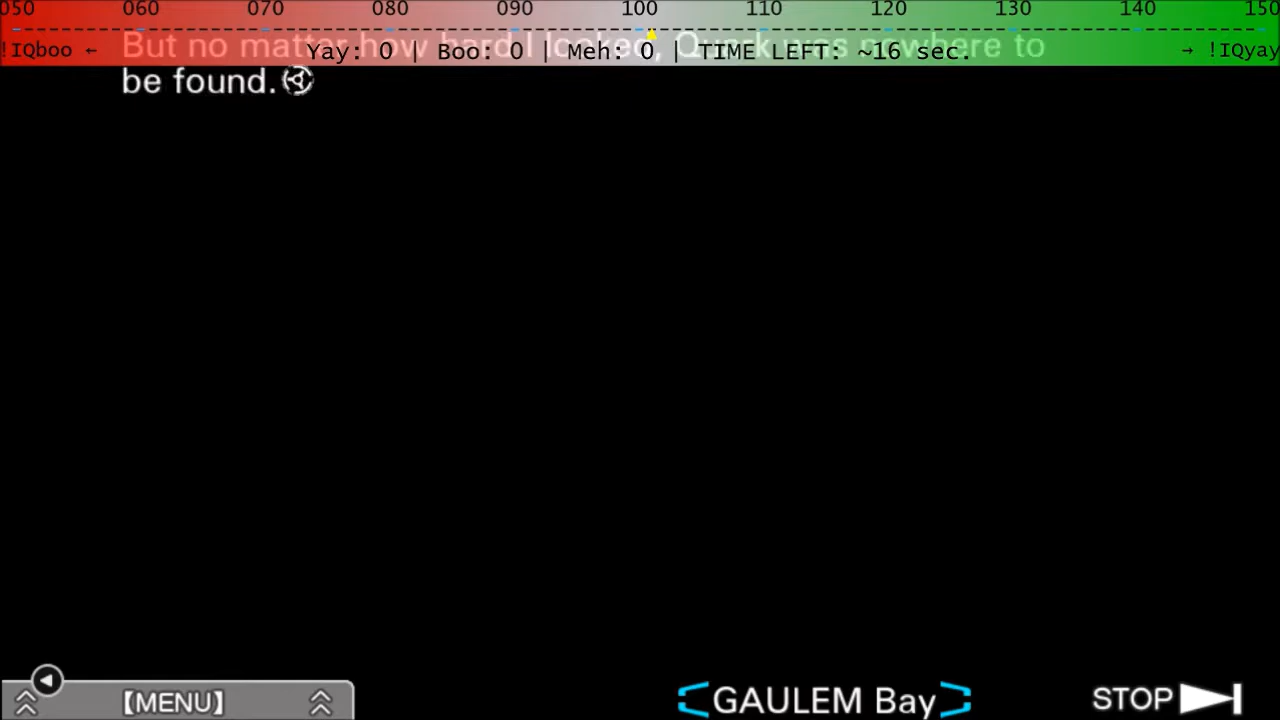 050 060 070 080 090 100 110 120 130 140 150
!IQboo ← Yay: 0 | Boo: 0 | Meh: 0 | TIME LEFT: ~16 sec. → !IQyay
But no matter how hard I looked, Quark was nowhere to
be found.
【MENU】 GAULEM Bay STOP